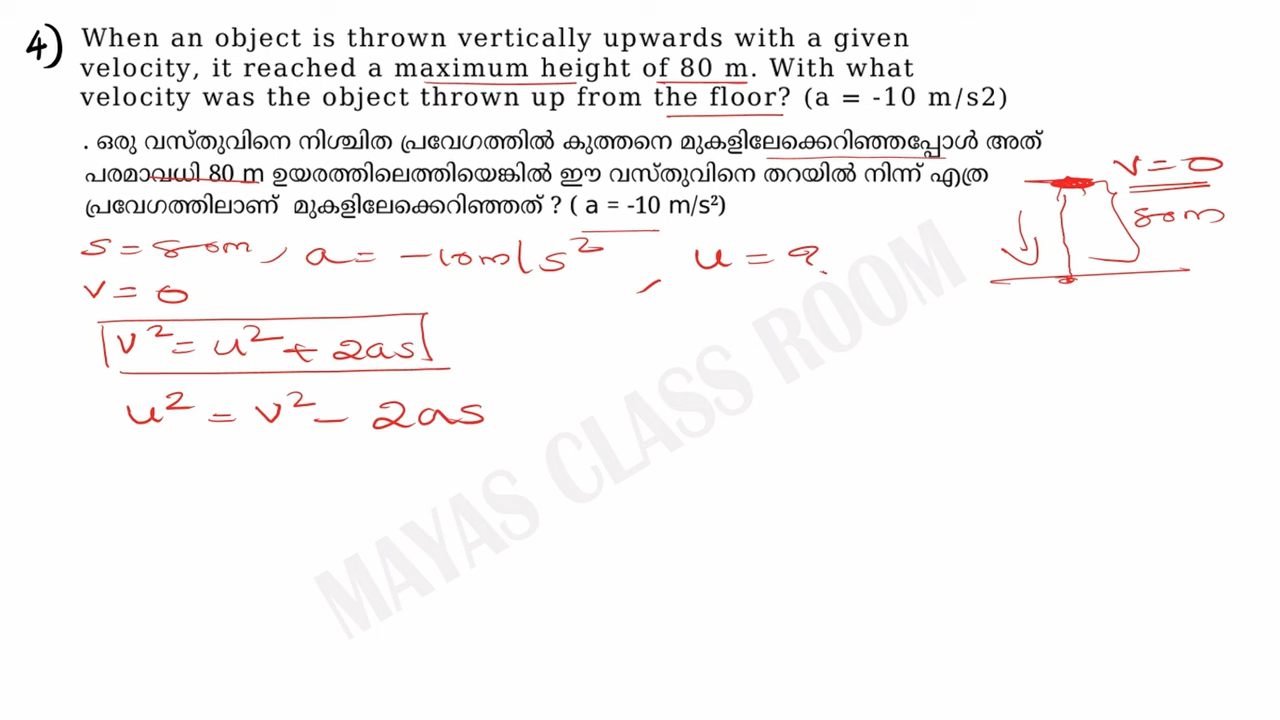 4) When an object is thrown vertically upwards with a given
velocity, it reached a maximum height of 80 m. With what
velocity was the object thrown up from the floor? (a = -10 m/s2)
. ഒരു വസ്തുവിനെ നിശ്ചിത പ്രവേഗത്തിൽ കുത്തനെ മുകളിലേക്കെറിഞ്ഞപ്പോൾ അത്
പരമാവധി 80 m ഉയരത്തിലെത്തിയെങ്കിൽ ഈ വസ്തുവിനെ തറയിൽ നിന്ന് എത്ര
പ്രവേഗത്തിലാണ് മുകളിലേക്കെറിഞ്ഞത് ? ( a = -10 m/s²)
v = 0
80m
s = 80m, a = -10m/s², u = ?
v = 0
v² = u² + 2as
u² = v² - 2as
MAYAS CLASS ROOM